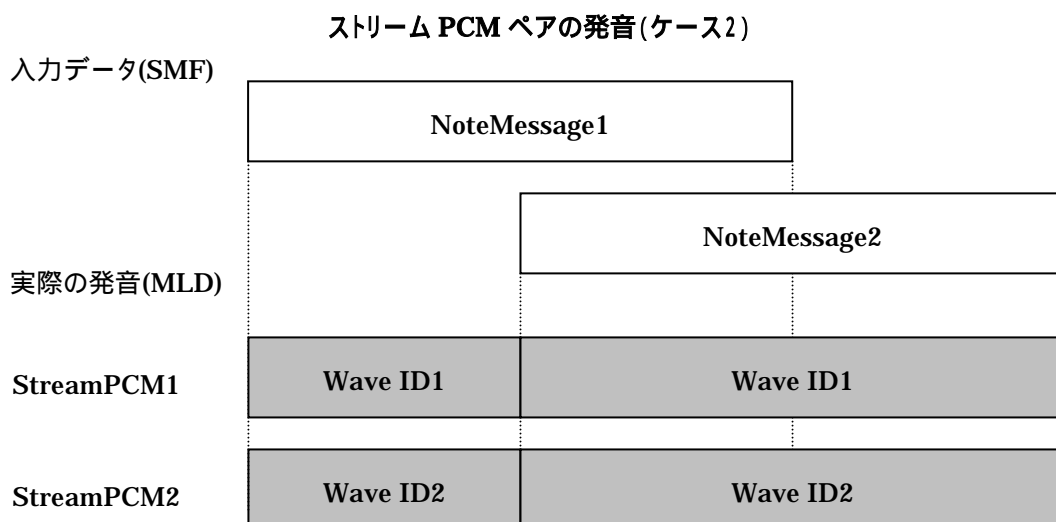 ストリーム PCM ペアの発音(ケース2)
入力データ(SMF)
NoteMessage1
NoteMessage2
実際の発音(MLD)
StreamPCM1
Wave ID1
Wave ID1
StreamPCM2
Wave ID2
Wave ID2